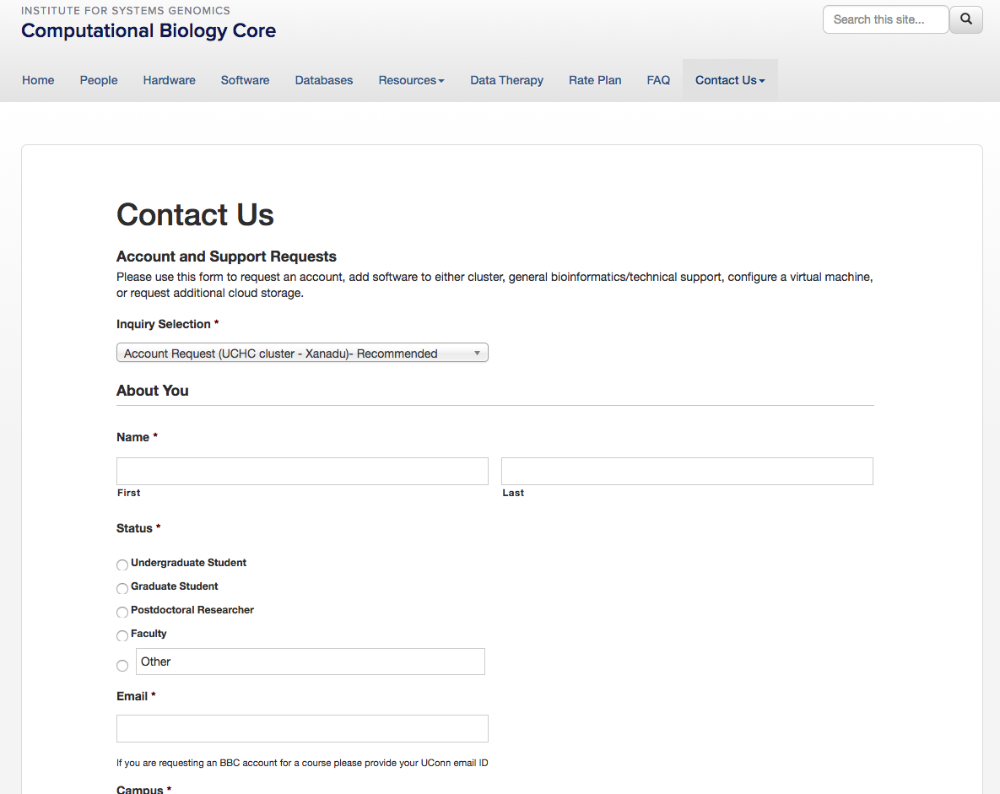 INSTITUTE FOR SYSTEMS GENOMICS
Computational Biology Core
Search this site...
Home People Hardware Software Databases Resources Data Therapy Rate Plan FAQ Contact Us
Contact Us
Account and Support Requests
Please use this form to request an account, add software to either cluster, general bioinformatics/technical support, configure a virtual machine,
or request additional cloud storage.
Inquiry Selection *
Account Request (UCHC cluster - Xanadu)- Recommended
About You
Name *
First Last
Status *
Undergraduate Student
Graduate Student
Postdoctoral Researcher
Faculty
Other
Email *
If you are requesting an BBC account for a course please provide your UConn email ID
Campus *